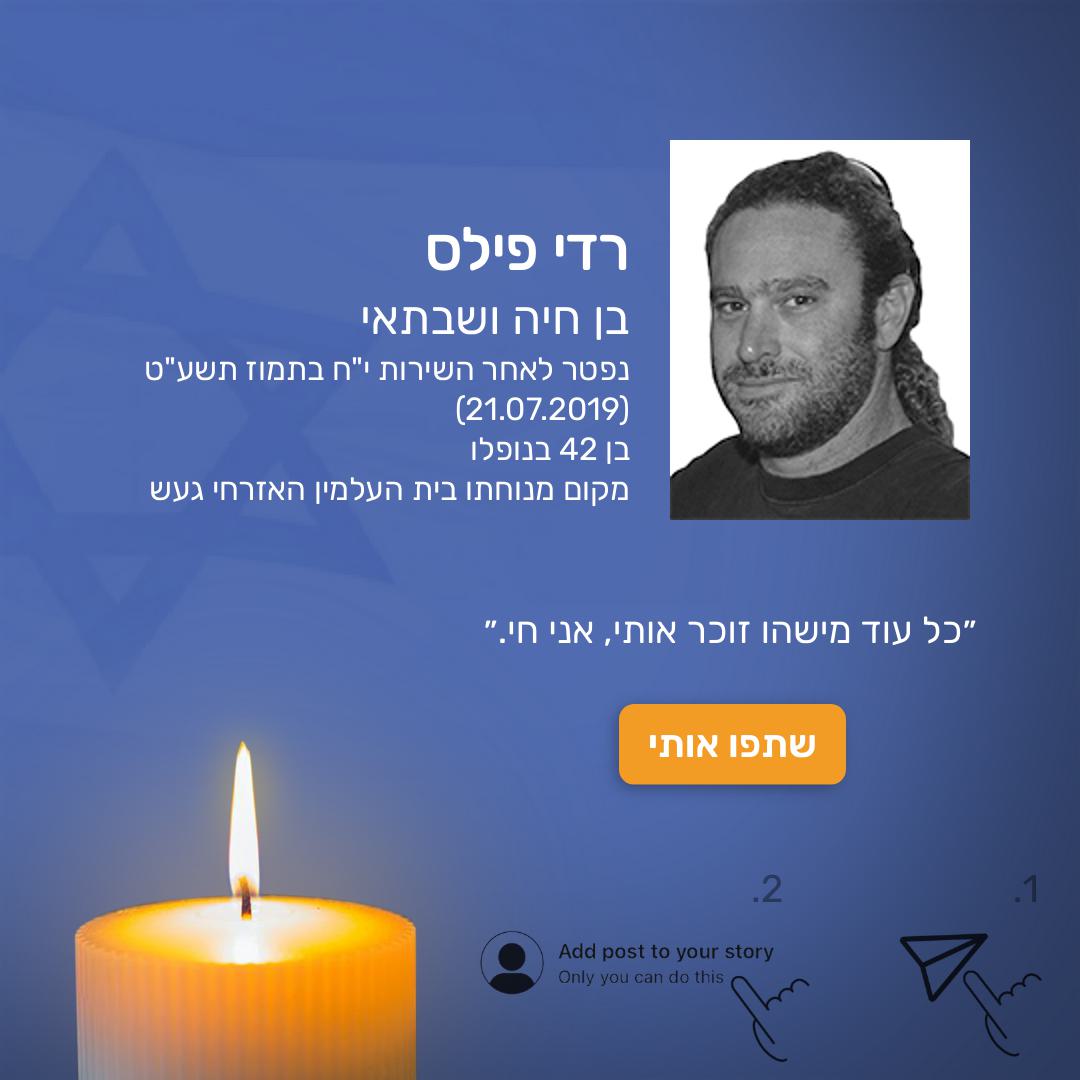 רדי פילס
בן חיה ושבתאי
נפטר לאחר השירות י"ח בתמוז תשע"ט
(21.07.2019)
בן 42 בנופלו
מקום מנוחתו בית העלמין האזרחי געש
״כל עוד מישהו זוכר אותי, אני חי.״
שתפו אותי
.1
.2
Add post to your story
Only you can do this